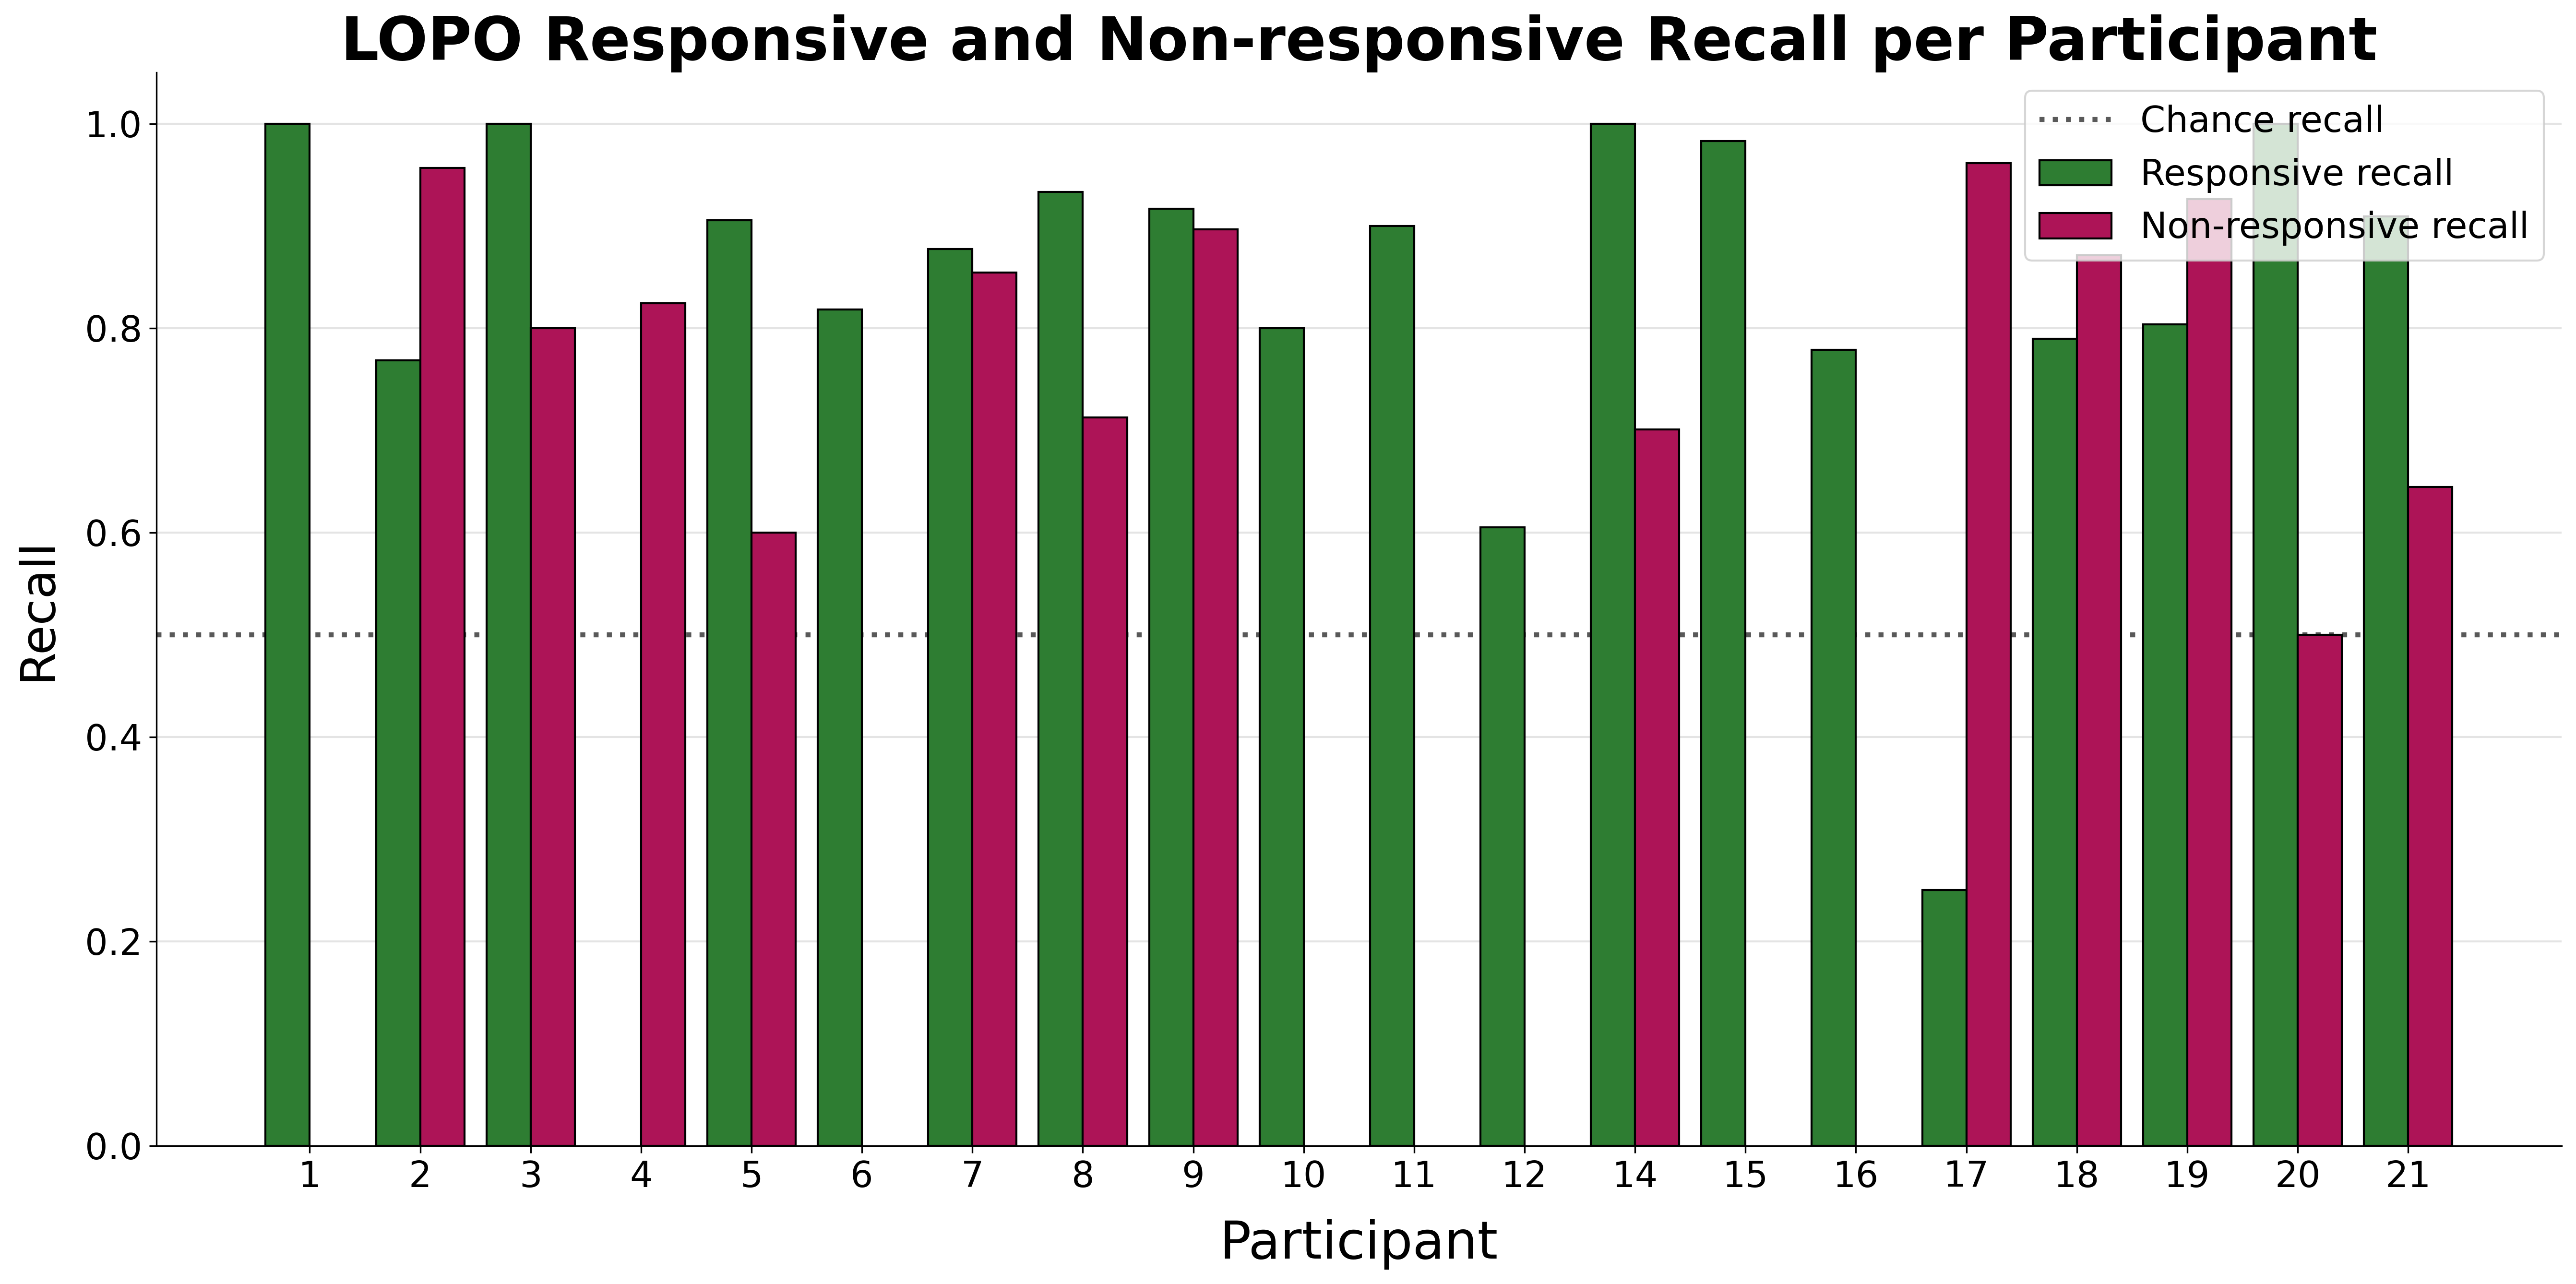 LOPO Responsive and Non-responsive Recall per Participant
Chance recall
Responsive recall
Non-responsive recall
1.0
0.8
0.6
0.4
0.2
0.0
Recall
1 2 3 4 5 6 7 8 9 10 11 12 14 15 16 17 18 19 20 21
Participant